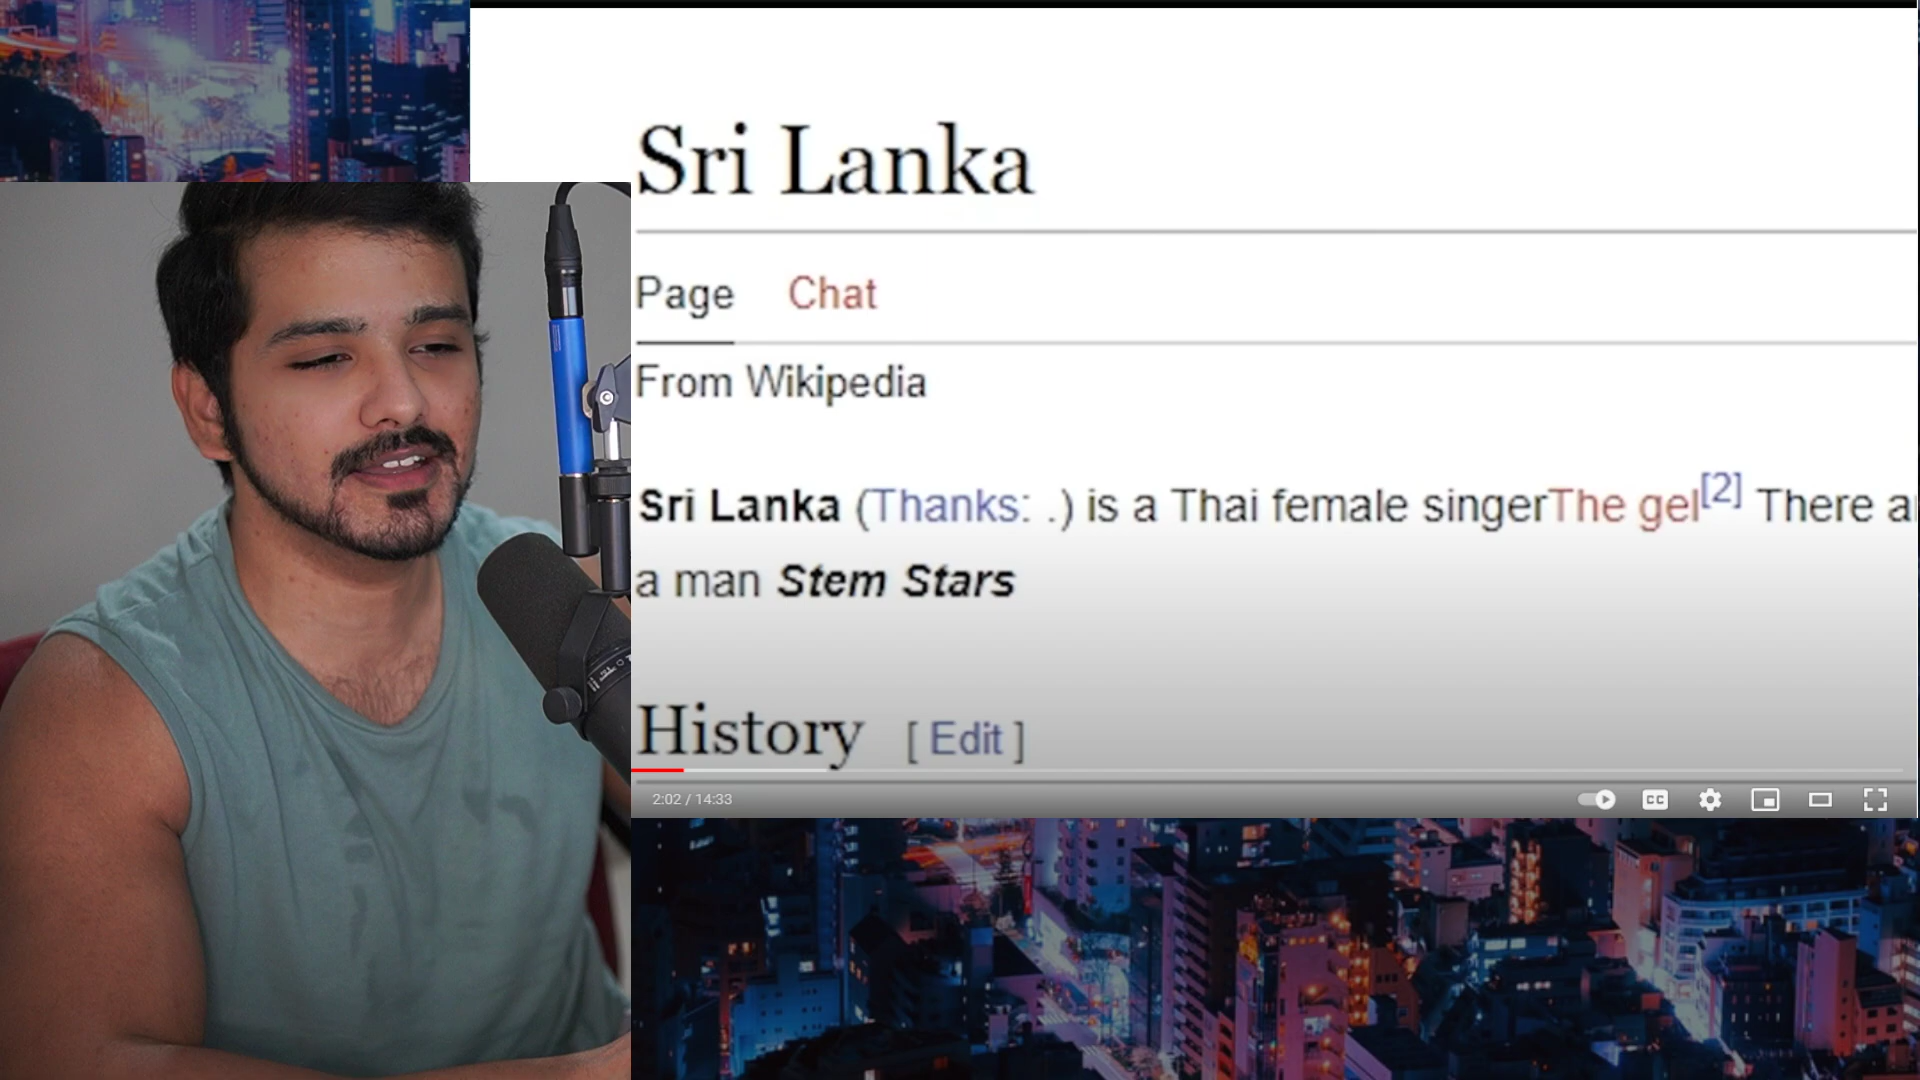 Sri Lanka
Page Chat
From Wikipedia
Sri Lanka (Thanks: .) is a Thai female singerThe gel[2] There a
a man Stem Stars
History [ Edit ]
2:02 / 14:33
CC